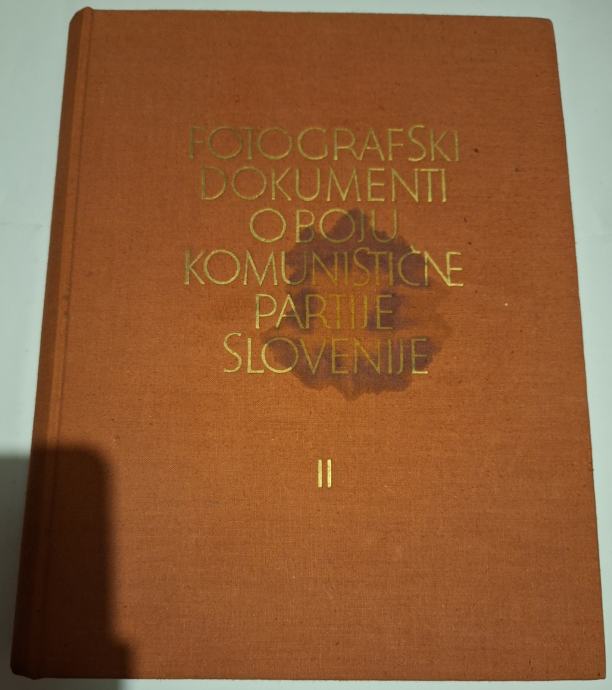 FOTOGRAFSKI
DOKUMENTI
O BOJU
KOMUNISTIČNE
PARTIJE
SLOVENIJE
II